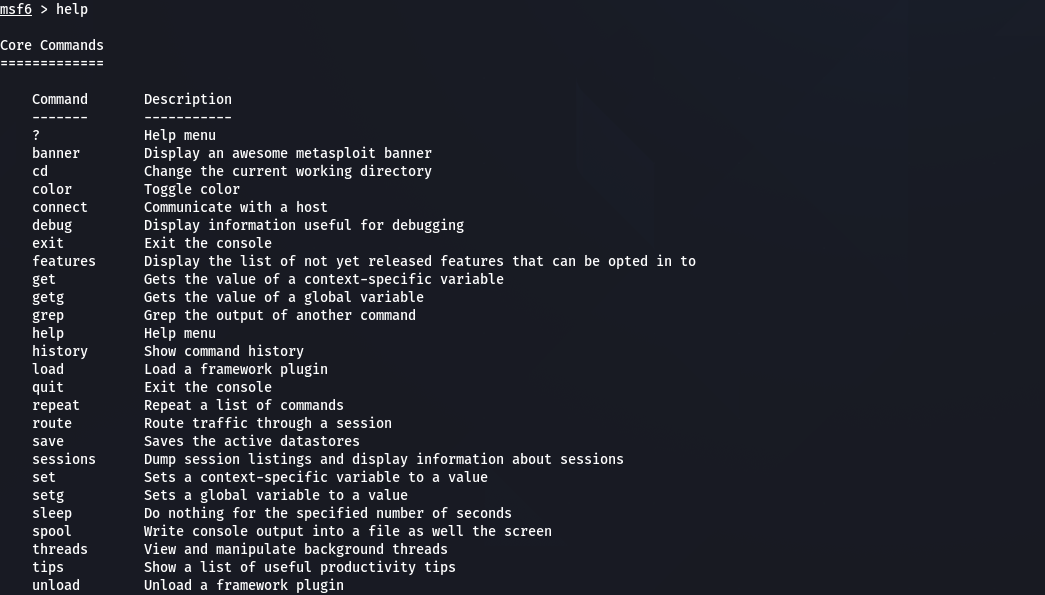 msf6 > help
Core Commands
=============
Command Description
------- -----------
? Help menu
banner Display an awesome metasploit banner
cd Change the current working directory
color Toggle color
connect Communicate with a host
debug Display information useful for debugging
exit Exit the console
features Display the list of not yet released features that can be opted in to
get Gets the value of a context-specific variable
getg Gets the value of a global variable
grep Grep the output of another command
help Help menu
history Show command history
load Load a framework plugin
quit Exit the console
repeat Repeat a list of commands
route Route traffic through a session
save Saves the active datastores
sessions Dump session listings and display information about sessions
set Sets a context-specific variable to a value
setg Sets a global variable to a value
sleep Do nothing for the specified number of seconds
spool Write console output into a file as well the screen
threads View and manipulate background threads
tips Show a list of useful productivity tips
unload Unload a framework plugin